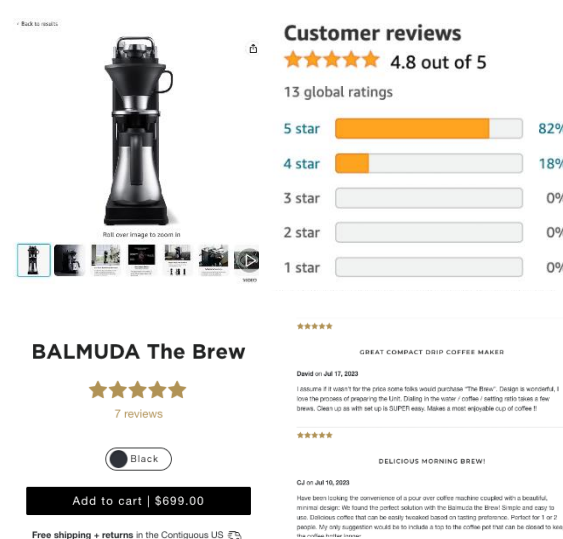 ‹ Back to results
Roll over image to zoom in
VIDEO
Customer reviews
4.8 out of 5
13 global ratings
5 star 82%
4 star 18%
3 star 0%
2 star 0%
1 star 0%
BALMUDA The Brew
7 reviews
Black
Add to cart | $699.00
Free shipping + returns in the Contiguous US
GREAT COMPACT DRIP COFFEE MAKER
David on Jul 17, 2023
I assume if it wasn't for the price some folks would purchase "The Brew". Design is wonderful, I
love the process of preparing the Unit. Dialing in the water / coffee / setting ratio takes a few
brews. Clean up as with set up is SUPER easy. Makes a most enjoyable cup of coffee !!
DELICIOUS MORNING BREW!
CJ on Jul 10, 2023
Have been looking the convenience of a pour over coffee machine coupled with a beautiful,
minimal design: We found the perfect solution with the Balmuda the Brew! Simple and easy to
use. Delicious coffee that can be easily tweaked based on tasting preference. Perfect for 1 or 2
people. My only suggestion would be to include a top to the coffee pot that can be closed to kee
the coffee hotter longer